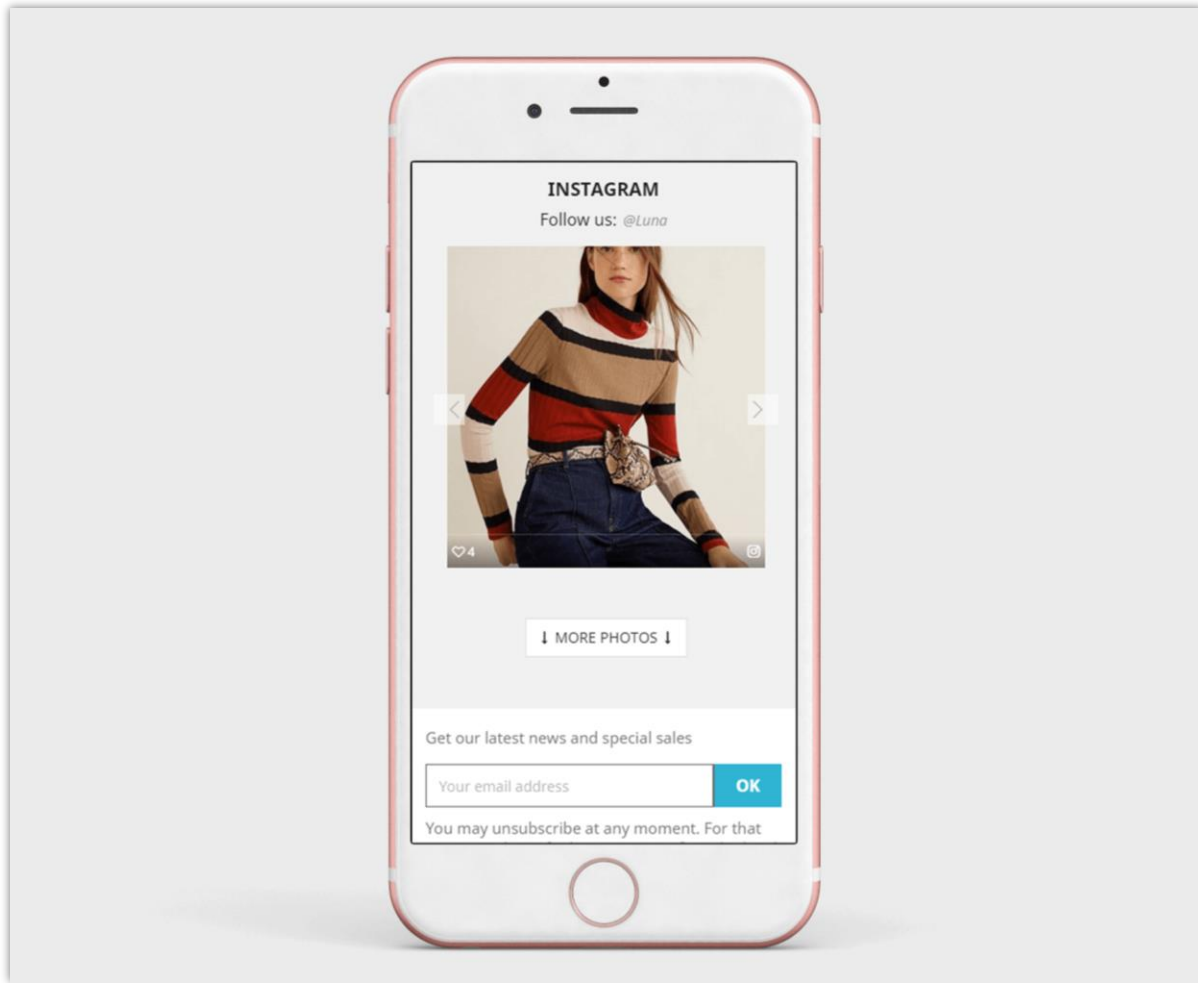 INSTAGRAM
Follow us: @Luna
4
↓ MORE PHOTOS ↓
Get our latest news and special sales
Your email address
OK
You may unsubscribe at any moment. For that